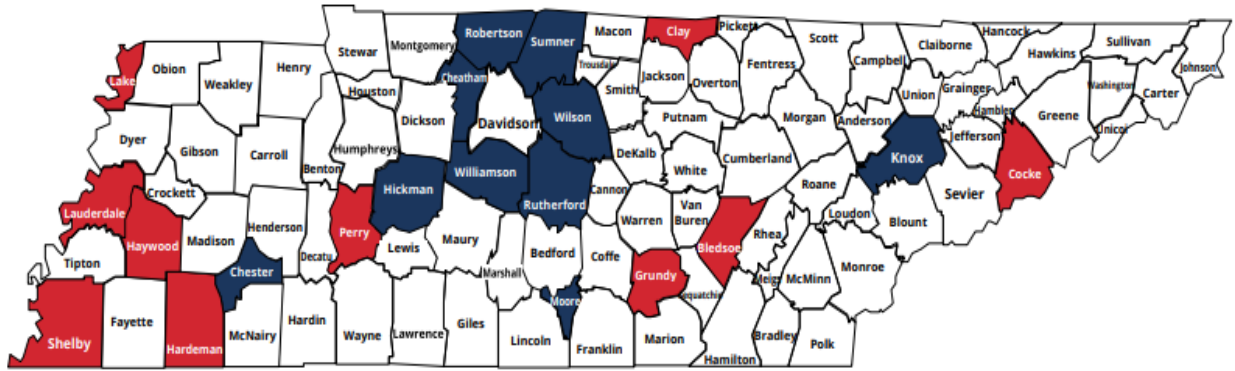 Stewar
Montgomery
Robertson
Sumner
Macon
Clay
Pickett
Scott
Campbell
Claiborne
Hancock
Hawkins
Sullivan
Johnson
Lake
Obion
Weakley
Henry
Houston
Cheatham
Trousdale
Smith
Jackson
Overton
Fentress
Union
Grainger
Washington
Carter
Dyer
Gibson
Carroll
Benton
Humphreys
Dickson
Davidson
Wilson
Putnam
Morgan
Anderson
Hamblen
Jefferson
Greene
Unicoi
Lauderdale
Crockett
Haywood
Madison
Henderson
Decatu
Perry
Hickman
Williamson
Rutherford
Cannon
DeKalb
White
Cumberland
Roane
Knox
Sevier
Cocke
Tipton
Chester
Lewis
Maury
Marshall
Bedford
Coffe
Warren
Van
Buren
Bledsoe
Rhea
Loudon
Blount
Monroe
McMinn
Meigs
Grundy
Sequatchie
Shelby
Fayette
Hardeman
McNairy
Hardin
Wayne
Lawrence
Giles
Lincoln
Moore
Franklin
Marion
Hamilton
Bradley
Polk